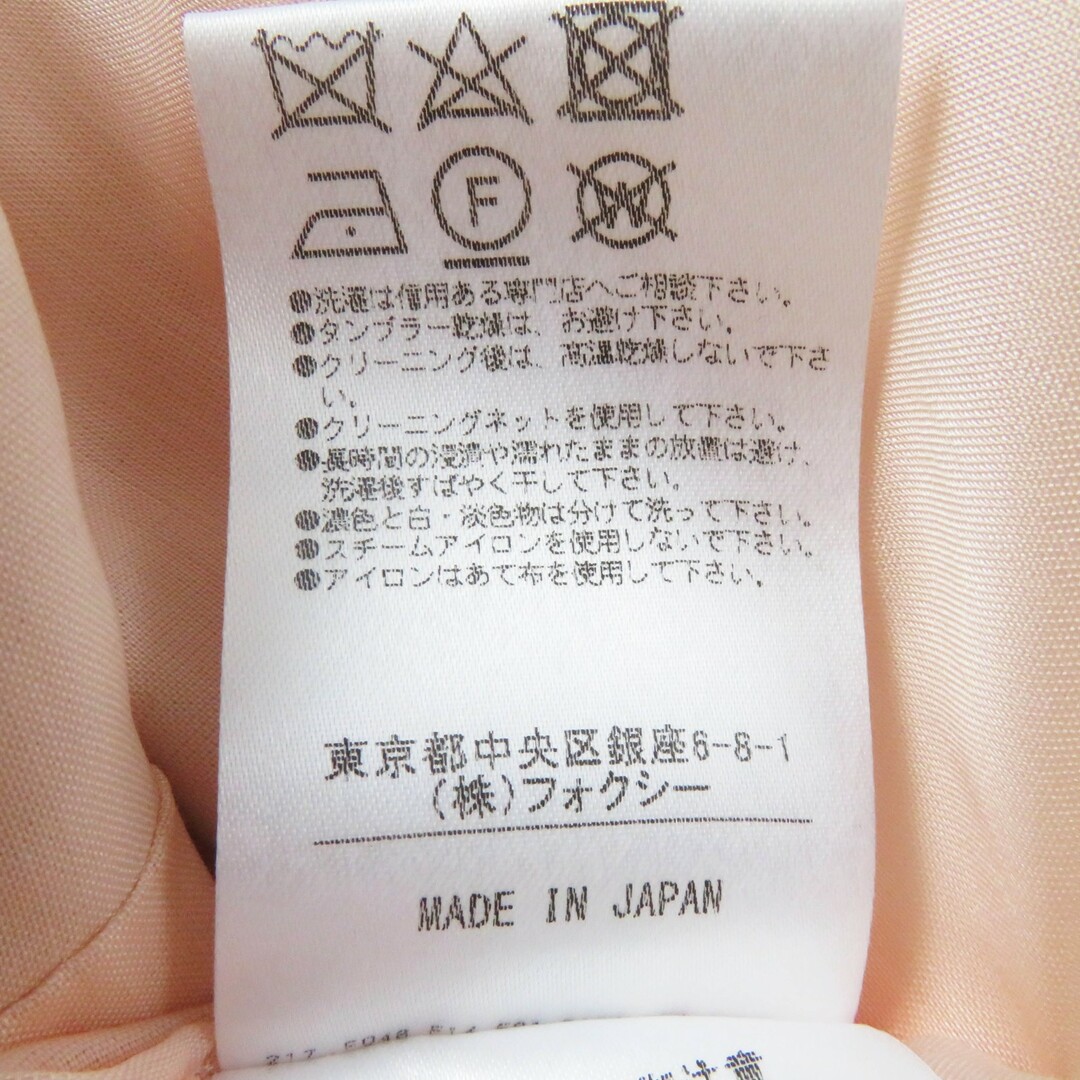 F W
●洗濯は信用ある専門店へご相談下さい。
●タンブラー乾燥は、お避け下さい。
●クリーニング後は、高温乾燥しないで下さ
い。
●クリーニングネットを使用して下さい。
●長時間の浸漬や濡れたままの放置は避け、
洗濯後すばやく干して下さい。
●濃色と白・淡色物は分けて洗って下さい。
●スチームアイロンを使用しないで下さい。
●アイロンはあて布を使用して下さい。
東京都中央区銀座6-8-1
(株)フォクシー
MADE IN JAPAN